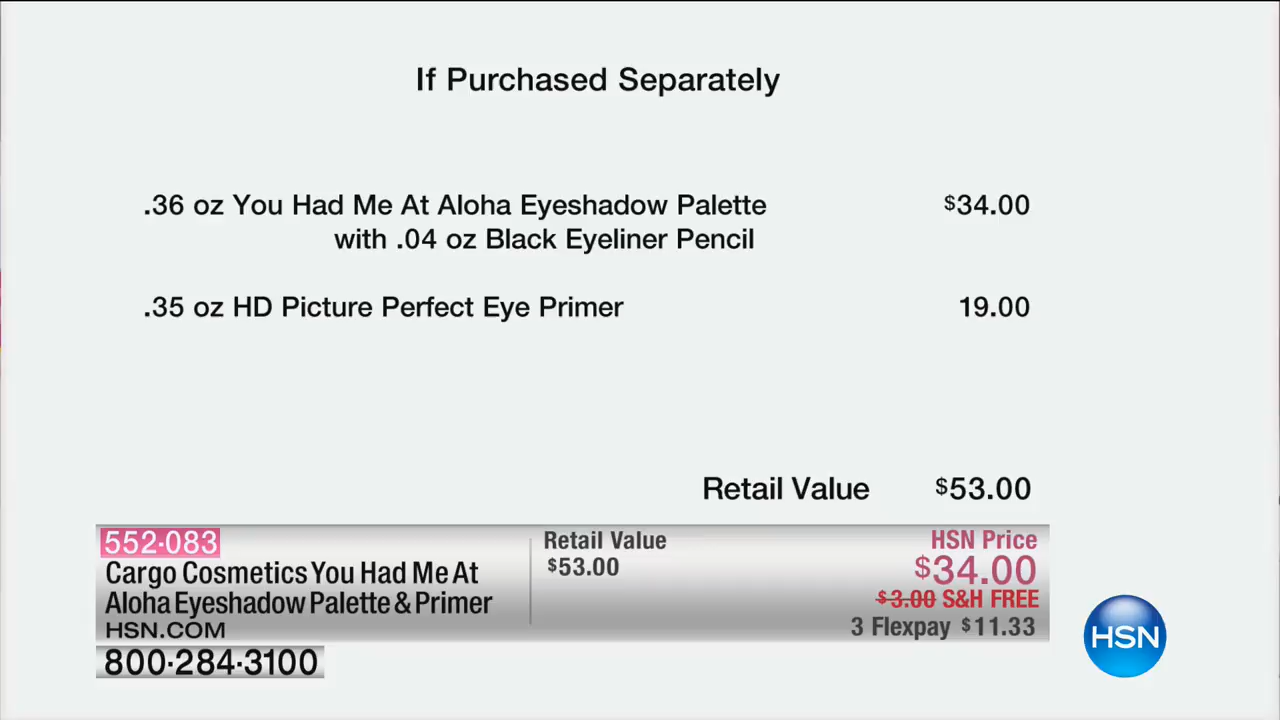 If Purchased Separately
.36 oz You Had Me At Aloha Eyeshadow Palette $34.00
with .04 oz Black Eyeliner Pencil
.35 oz HD Picture Perfect Eye Primer 19.00
Retail Value $53.00
552·083
Cargo Cosmetics You Had Me At
Aloha Eyeshadow Palette & Primer
HSN.COM
800·284·3100
Retail Value
$53.00
HSN Price
$34.00
$3.00 S&H FREE
3 Flexpay $11.33
HSN